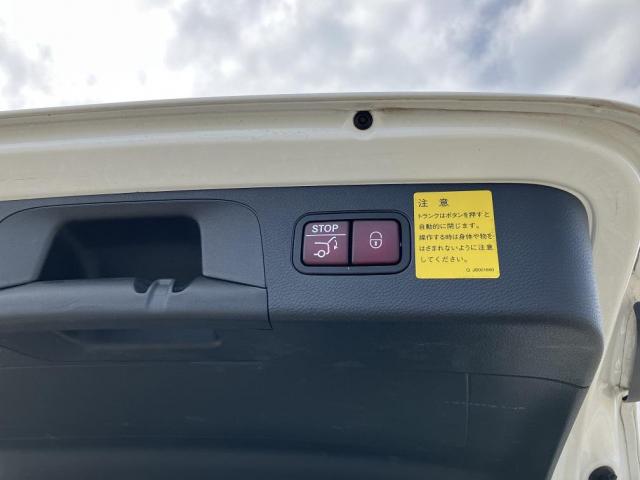 STOP
注 意
トランクはボタンを押すと
自動的に閉じます。
操作する時は身体や物を
はさまれないように注意
してください。